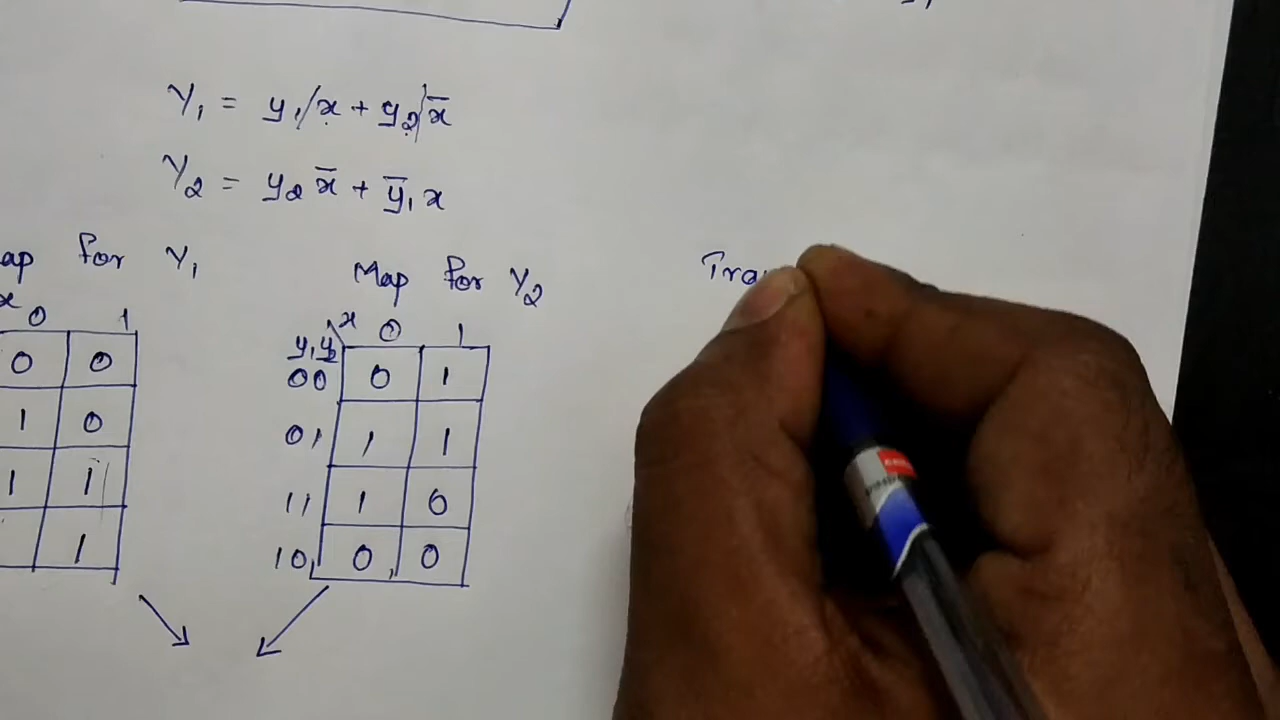 Y₁ = y₁x + y₂x̄
Y₂ = y₂x̄ + ȳ₁x
ap for Y₁
Map for Y₂
Tra
x 0 1
0 0
1 0
1 1
1
y₁y₂ x 0 1
00 0 1
01 1 1
11 1 0
10 0 0